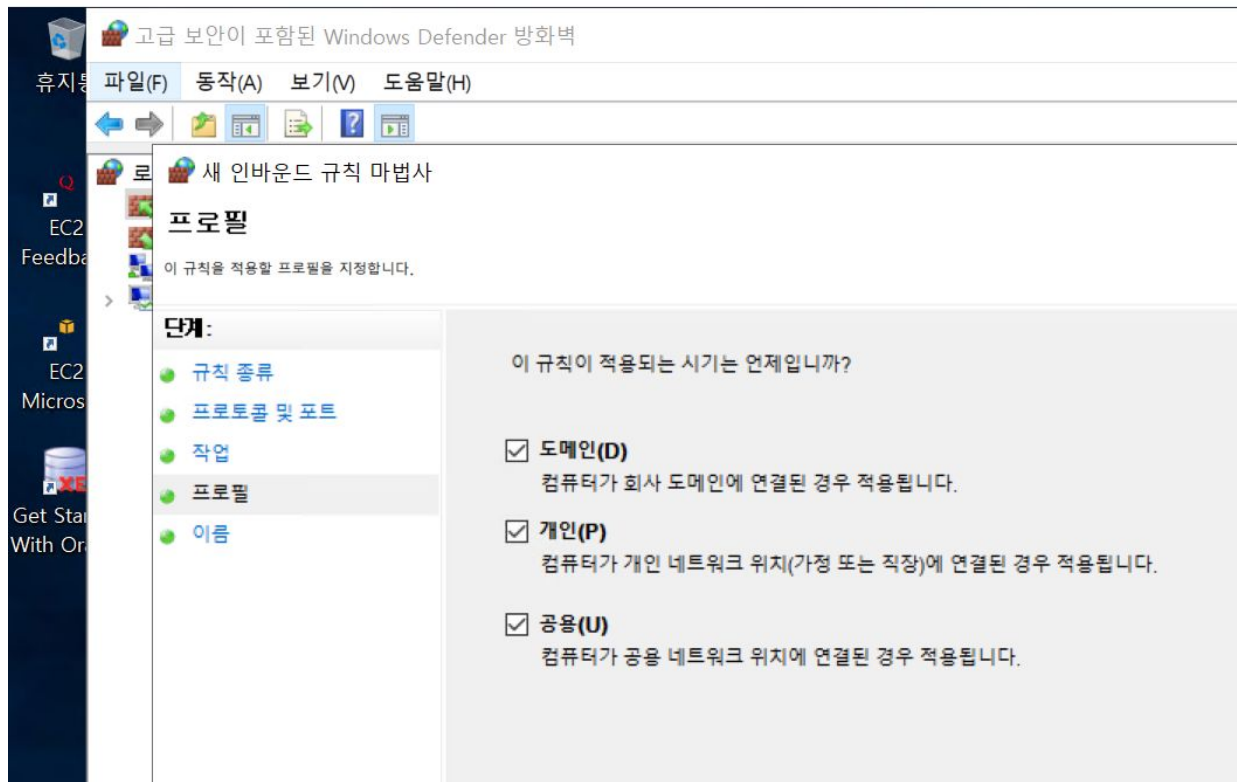 고급 보안이 포함된 Windows Defender 방화벽
파일(F) 동작(A) 보기(V) 도움말(H)
새 인바운드 규칙 마법사
프로필
이 규칙을 적용할 프로필을 지정합니다.
단계:
규칙 종류
프로토콜 및 포트
작업
프로필
이름
이 규칙이 적용되는 시기는 언제입니까?
도메인(D)
컴퓨터가 회사 도메인에 연결된 경우 적용됩니다.
개인(P)
컴퓨터가 개인 네트워크 위치(가정 또는 직장)에 연결된 경우 적용됩니다.
공용(U)
컴퓨터가 공용 네트워크 위치에 연결된 경우 적용됩니다.
EC2
EC2
XE
Get
With